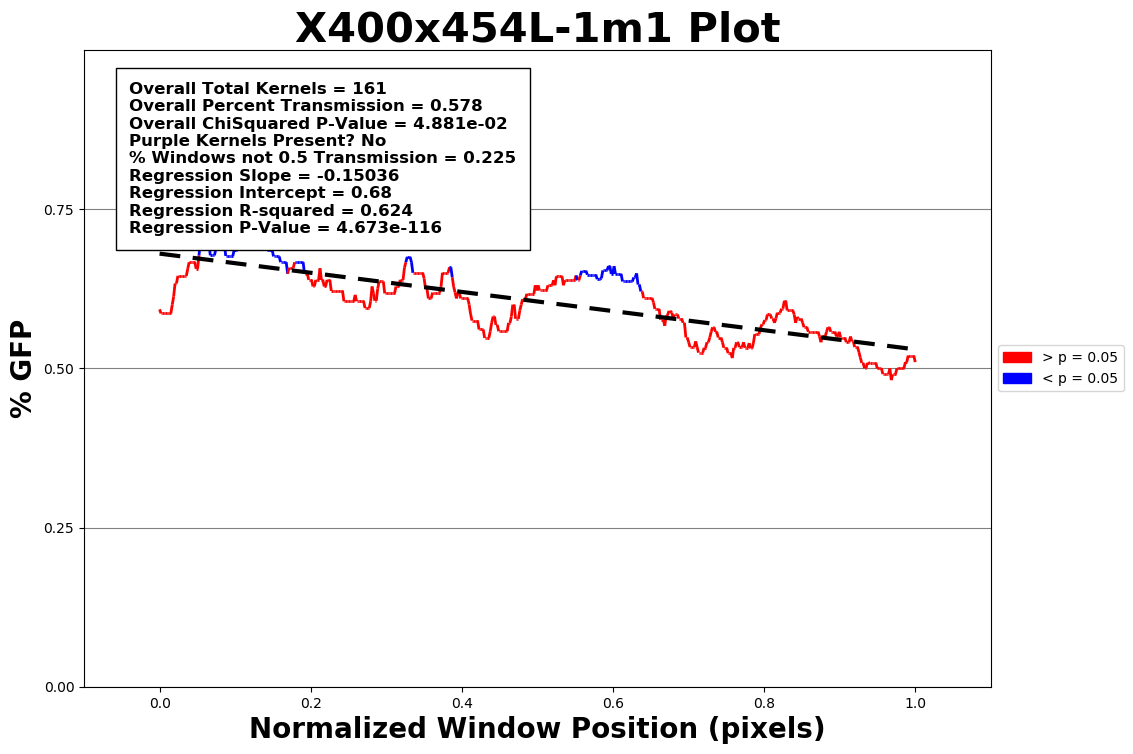 X400x454L-1m1 Plot
Overall Total Kernels = 161
Overall Percent Transmission = 0.578
Overall ChiSquared P-Value = 4.881e-02
Purple Kernels Present? No
% Windows not 0.5 Transmission = 0.225
Regression Slope = -0.15036
Regression Intercept = 0.68
Regression R-squared = 0.624
Regression P-Value = 4.673e-116
0.75
0.50
0.25
0.00
% GFP
> p = 0.05
< p = 0.05
0.0 0.2 0.4 0.6 0.8 1.0
Normalized Window Position (pixels)